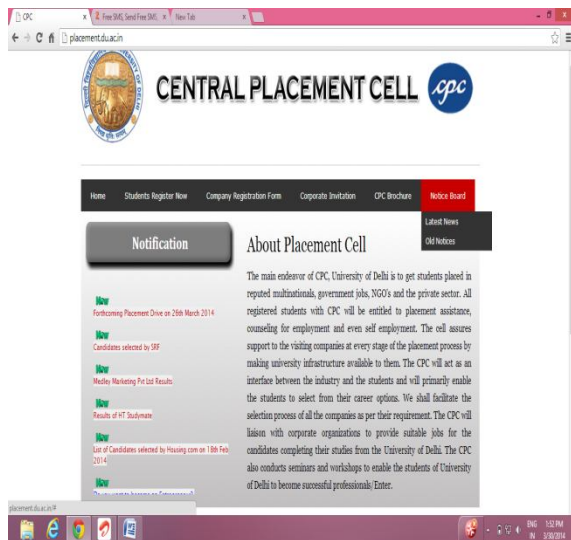 CPC
2 Free SMS, Send Free SMS,
New Tab
placement.du.ac.in
CENTRAL PLACEMENT CELL
cpc
Home Students Register Now Company Registration Form Corporate Invitation CPC Brochure Notice Board
Latest News
Old Notices
Notification
New
Forthcoming Placement Drive on 26th March 2014
New
Candidates selected by SRF
New
Medley Marketing Pvt Ltd Results
New
Results of HT Studymate
New
List of Candidates selected by Housing com on 18th Feb
2014
New
About Placement Cell
The main endeavor of CPC, University of Delhi is to get students placed in
reputed multinationals, government jobs, NGO's and the private sector. All
registered students with CPC will be entitled to placement assistance,
counseling for employment and even self employment. The cell assures
support to the visiting companies at every stage of the placement process by
making university infrastructure available to them. The CPC will act as an
interface between the industry and the students and will primarily enable
the students to select from their career options. We shall facilitate the
selection process of all the companies as per their requirement. The CPC will
liaison with corporate organizations to provide suitable jobs for the
candidates completing their studies from the University of Delhi. The CPC
also conducts seminars and workshops to enable the students of University
of Delhi to become successful professionals/Enter.
placement.du.ac.in/#
ENG 1:52 PM
IN 3/30/2014